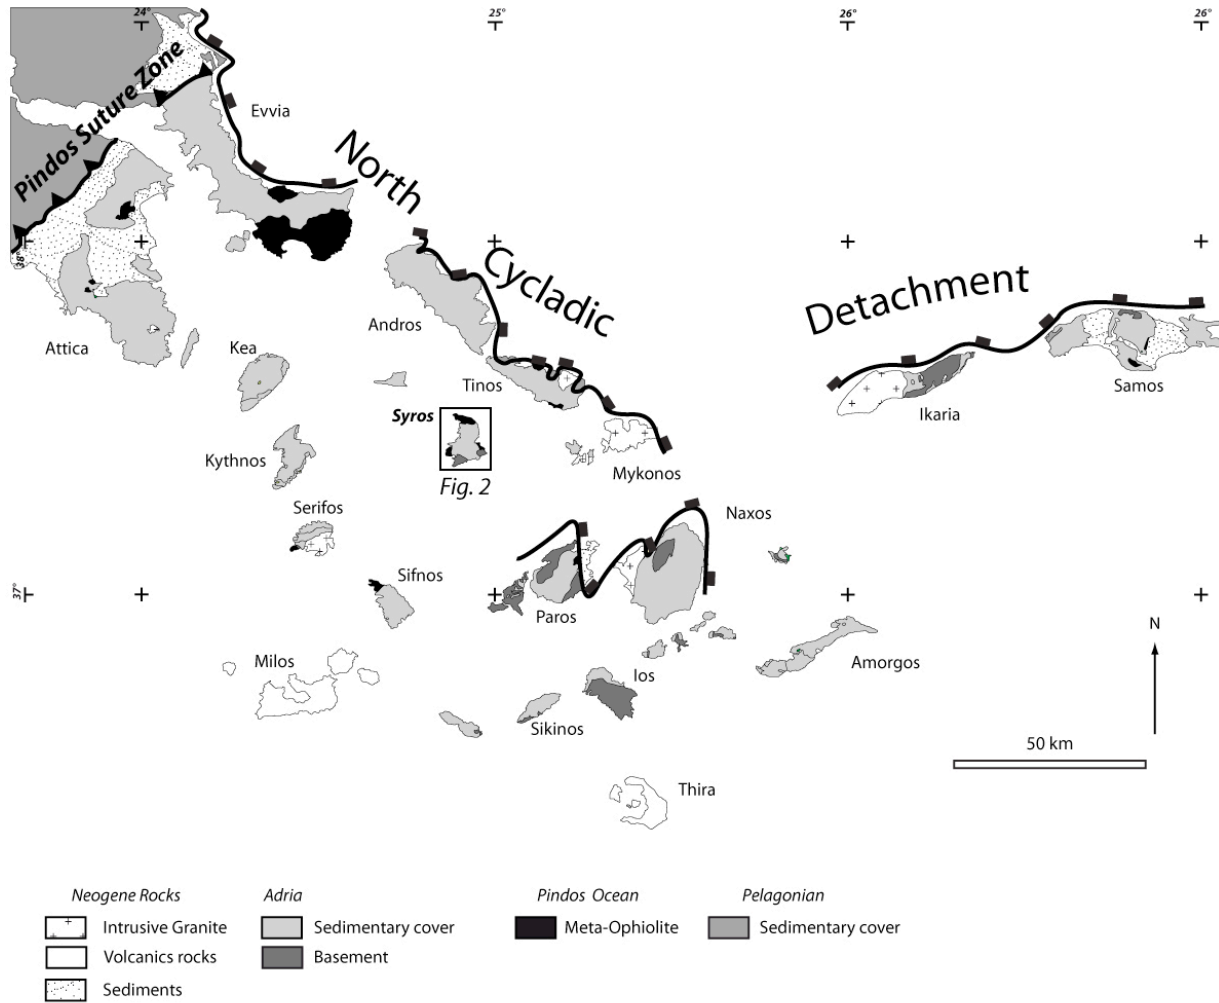 24°
25°
26°
26°
Pindos Suture Zone
Evvia
North
Cycladic
Detachment
38°
Andros
Attica
Kea
Tinos
Samos
Ikaria
Syros
Kythnos
Mykonos
Fig. 2
Serifos
Naxos
Sifnos
37°
Paros
N
Milos
Ios
Amorgos
Sikinos
50 km
Thira
Neogene Rocks
Adria
Pindos Ocean
Pelagonian
Intrusive Granite
Sedimentary cover
Meta-Ophiolite
Sedimentary cover
Volcanics rocks
Basement
Sediments